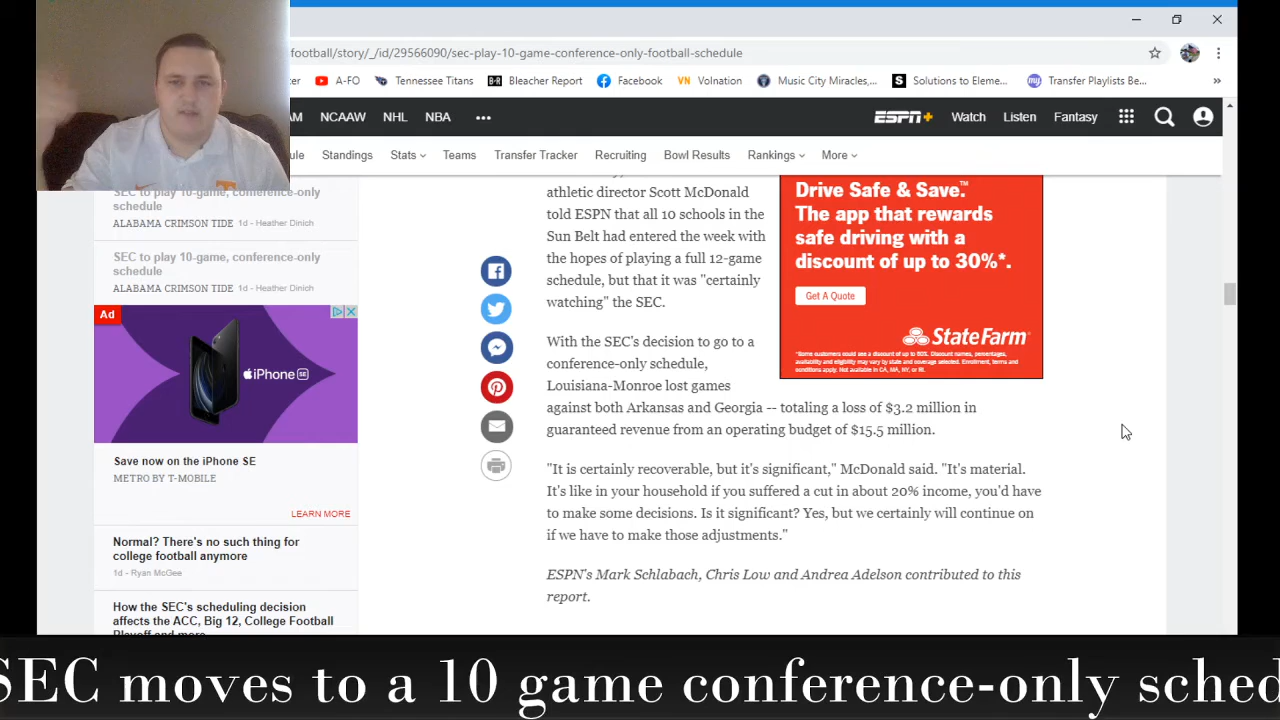 football/story/_/id/29566090/sec-play-10-game-conference-only-football-schedule
A-FO
Tennessee Titans
B-R Bleacher Report
Facebook
VN Volnation
Music City Miracles,...
S Solutions to Eleme...
my Transfer Playlists Be...
»
NCAAW NHL NBA •••
ESPN+ Watch Listen Fantasy
Standings Stats Teams Transfer Tracker Recruiting Bowl Results Rankings More
SEC to play 10-game, conference-only
schedule
ALABAMA CRIMSON TIDE 1d - Heather Dinich
SEC to play 10-game, conference-only
schedule
ALABAMA CRIMSON TIDE 1d - Heather Dinich
Ad
iPhone SE
Save now on the iPhone SE
METRO BY T-MOBILE
LEARN MORE
Normal? There's no such thing for
college football anymore
1d - Ryan McGee
How the SEC's scheduling decision
affects the ACC, Big 12, College Football
Playoff and more
athletic director Scott McDonald
told ESPN that all 10 schools in the
Sun Belt had entered the week with
the hopes of playing a full 12-game
schedule, but that it was "certainly
watching" the SEC.
With the SEC's decision to go to a
conference-only schedule,
Louisiana-Monroe lost games
against both Arkansas and Georgia -- totaling a loss of $3.2 million in
guaranteed revenue from an operating budget of $15.5 million.
"It is certainly recoverable, but it's significant," McDonald said. "It's material.
It's like in your household if you suffered a cut in about 20% income, you'd have
to make some decisions. Is it significant? Yes, but we certainly will continue on
if we have to make those adjustments."
ESPN's Mark Schlabach, Chris Low and Andrea Adelson contributed to this
report.
Drive Safe & Save.™
The app that rewards
safe driving with a
discount of up to 30%*.
Get A Quote
StateFarm
SEC moves to a 10 game conference-only sched